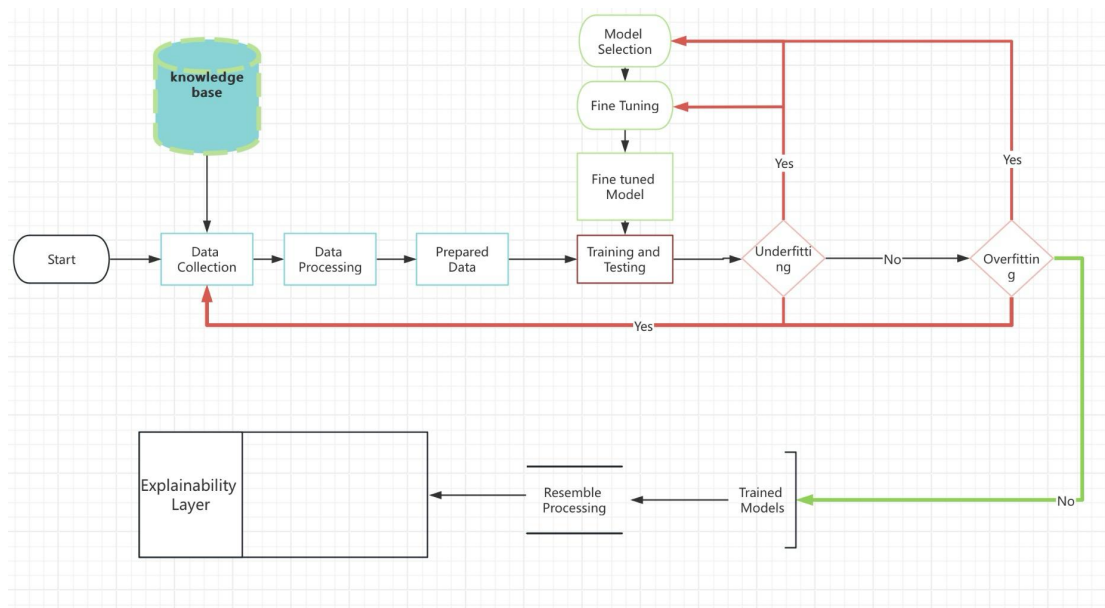 Model
Selection
knowledge
base
Fine Tuning
Yes
Yes
Fine tuned
Model
Start
Data
Collection
Data
Processing
Prepared
Data
Training and
Testing
Underfitti
ng
No
Overfittin
g
Yes
Explainability
Layer
Resemble
Processing
Trained
Models
No